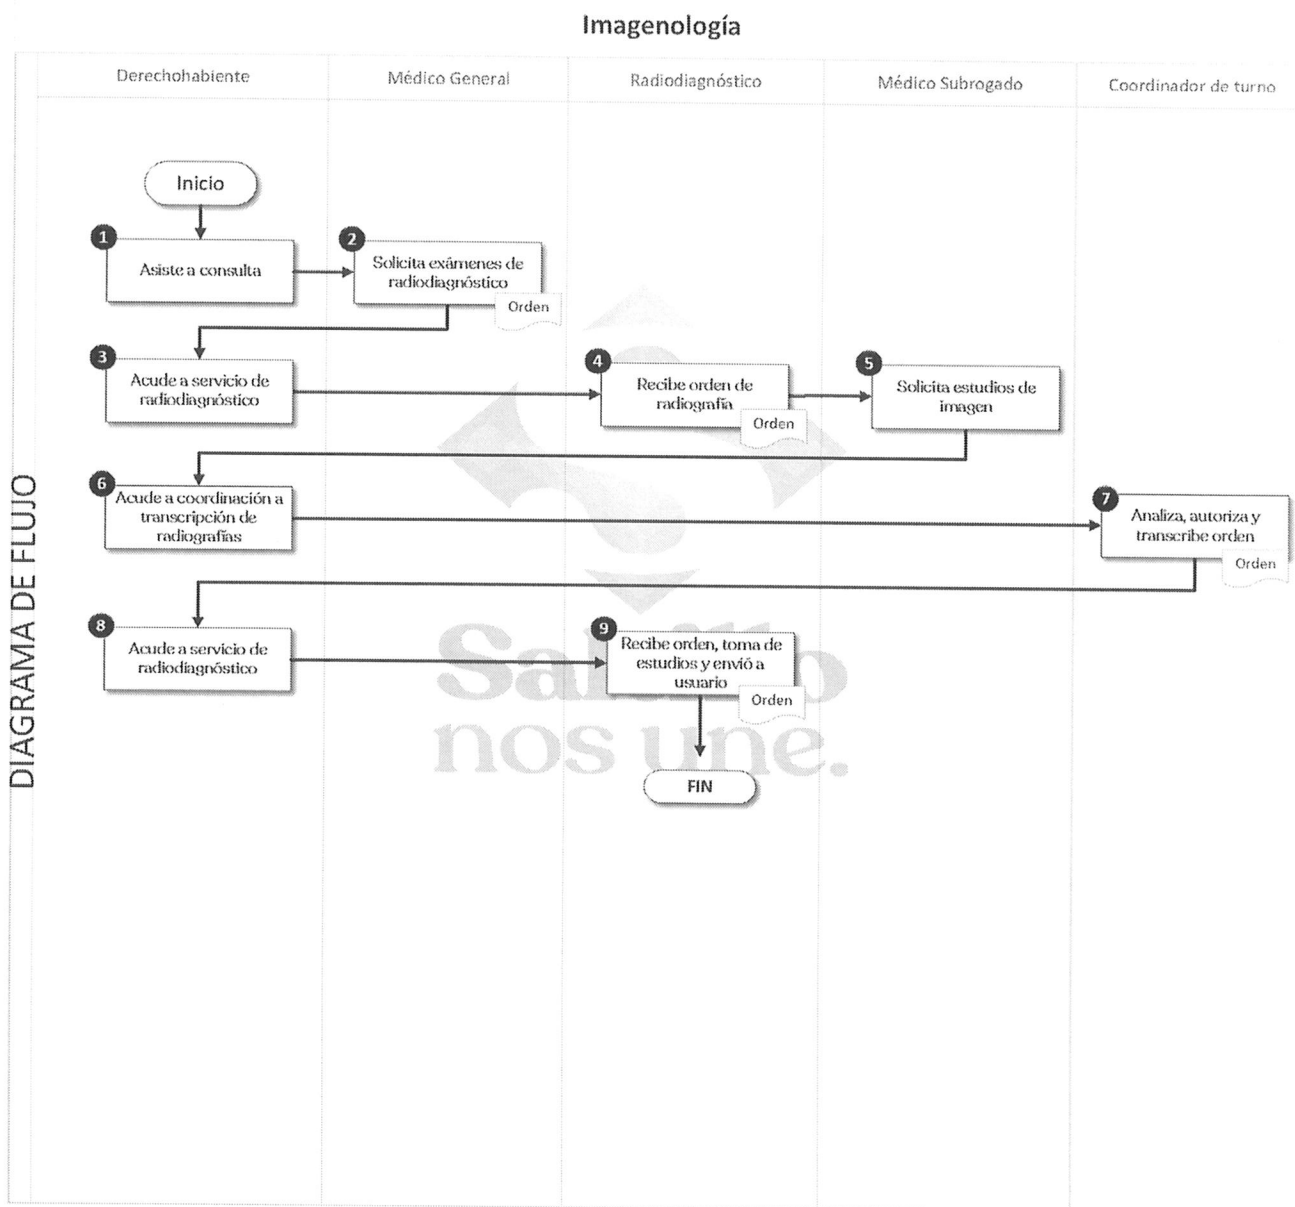 Imagenología
Derechohabiente
Médico General
Radiodiagnóstico
Médico Subrogado
Coordinador de turno
DIAGRAMA DE FLUJO
Inicio
1
Asiste a consulta
2
Solicita exámenes de
radiodiagnóstico
Orden
3
Acude a servicio de
radiodiagnóstico
4
Recibe orden de
radiografía
Orden
5
Solicita estudios de
imagen
6
Acude a coordinación a
transcripción de
radiografías
7
Analiza, autoriza y
transcribe orden
Orden
8
Acude a servicio de
radiodiagnóstico
9
Recibe orden, toma de
estudios y envió a
usuario
Orden
FIN
nos une.